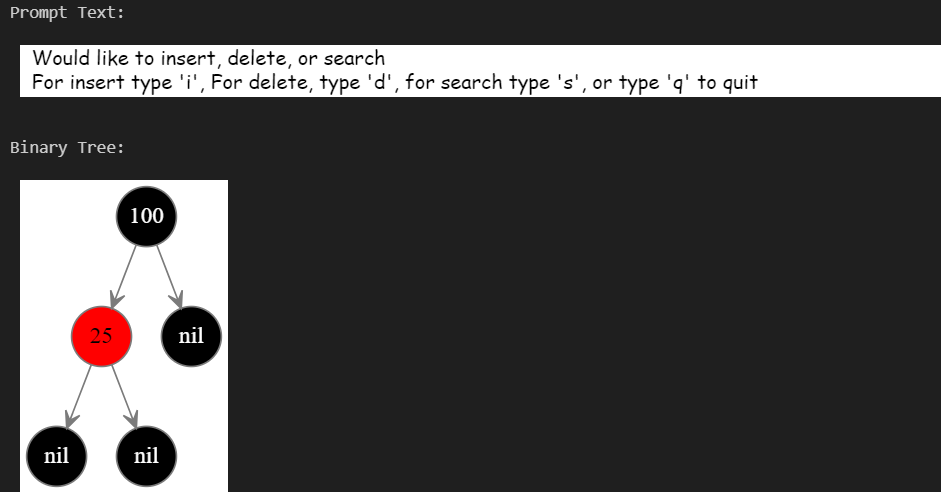 Prompt Text:
Would like to insert, delete, or search
For insert type 'i', For delete, type 'd', for search type 's', or type 'q' to quit
Binary Tree:
100
25
nil
nil
nil